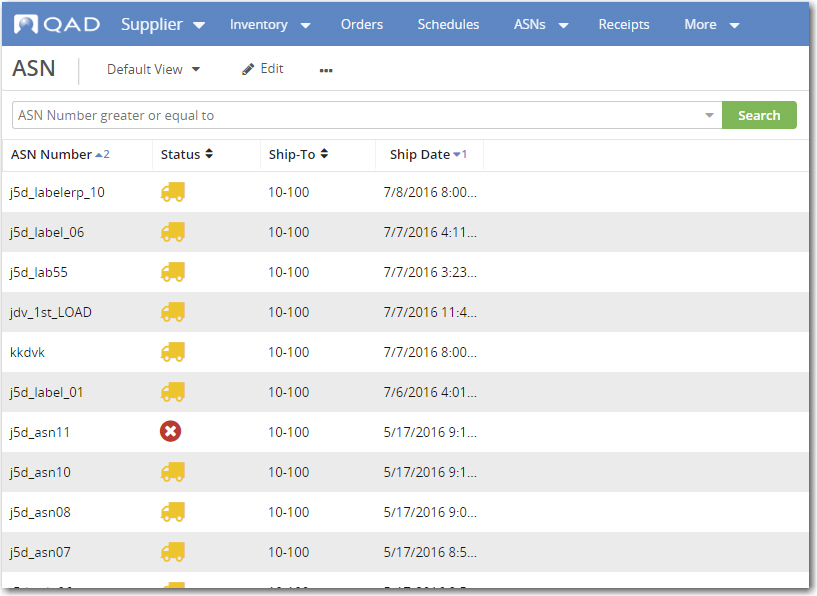 QAD Supplier Inventory Orders Schedules ASNs Receipts More
ASN Default View Edit ...
ASN Number greater or equal to Search
ASN Number 2 Status Ship-To Ship Date 1
j5d_labelerp_10 10-100 7/8/2016 8:00...
j5d_label_06 10-100 7/7/2016 4:11...
j5d_lab55 10-100 7/7/2016 3:23...
jdv_1st_LOAD 10-100 7/7/2016 11:4...
kkdvk 10-100 7/7/2016 8:00...
j5d_label_01 10-100 7/6/2016 4:01...
j5d_asn11 10-100 5/17/2016 9:1...
j5d_asn10 10-100 5/17/2016 9:1...
j5d_asn08 10-100 5/17/2016 9:0...
j5d_asn07 10-100 5/17/2016 8:5...